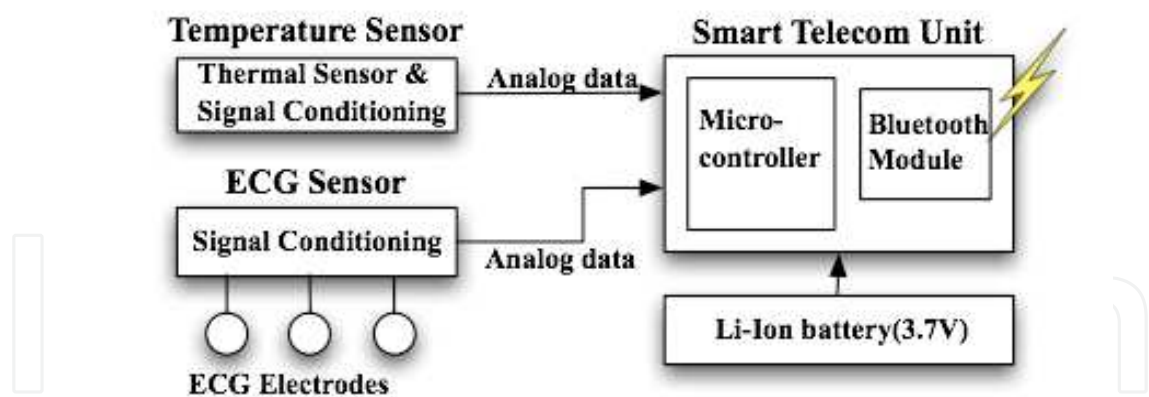 Temperature Sensor
Thermal Sensor &
Signal Conditioning
Analog data
ECG Sensor
Signal Conditioning
Analog data
ECG Electrodes
Smart Telecom Unit
Micro-
controller
Bluetooth
Module
Li-Ion battery(3.7V)